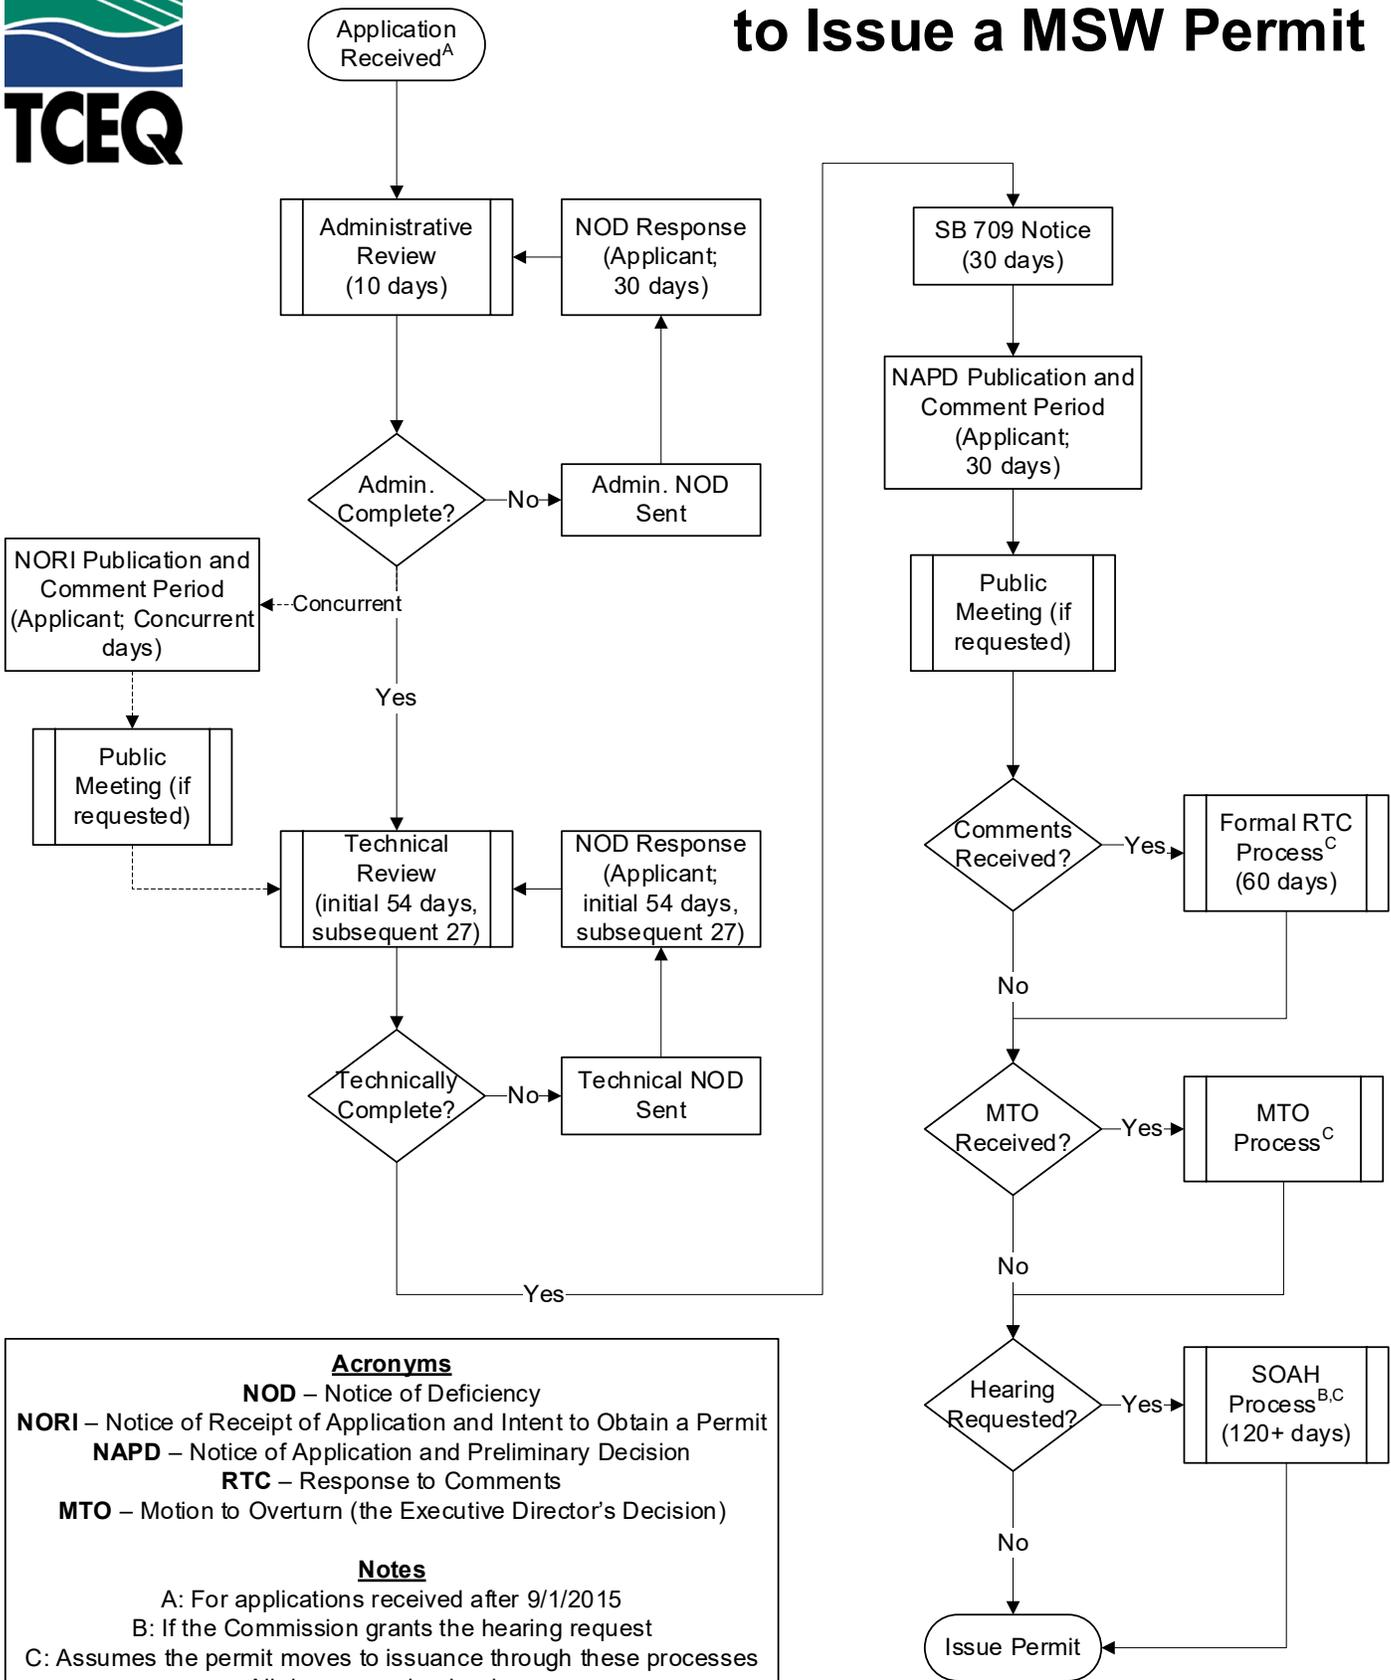 TCEQ
to Issue a MSW Permit
Application
Received^A
Administrative
Review
(10 days)
NOD Response
(Applicant;
30 days)
Admin.
Complete?
No
Admin. NOD
Sent
NORI Publication and
Comment Period
(Applicant; Concurrent
days)
Concurrent
Yes
Public
Meeting (if
requested)
Technical
Review
(initial 54 days,
subsequent 27)
NOD Response
(Applicant;
initial 54 days,
subsequent 27)
Technically
Complete?
No
Technical NOD
Sent
Yes
SB 709 Notice
(30 days)
NAPD Publication and
Comment Period
(Applicant;
30 days)
Public
Meeting (if
requested)
Comments
Received?
Yes
Formal RTC
Process^C
(60 days)
No
MTO
Received?
Yes
MTO
Process^C
No
Hearing
Requested?
Yes
SOAH
Process^B,C
(120+ days)
No
Issue Permit
Acronyms
NOD – Notice of Deficiency
NORI – Notice of Receipt of Application and Intent to Obtain a Permit
NAPD – Notice of Application and Preliminary Decision
RTC – Response to Comments
MTO – Motion to Overturn (the Executive Director’s Decision)
Notes
A: For applications received after 9/1/2015
B: If the Commission grants the hearing request
C: Assumes the permit moves to issuance through these processes